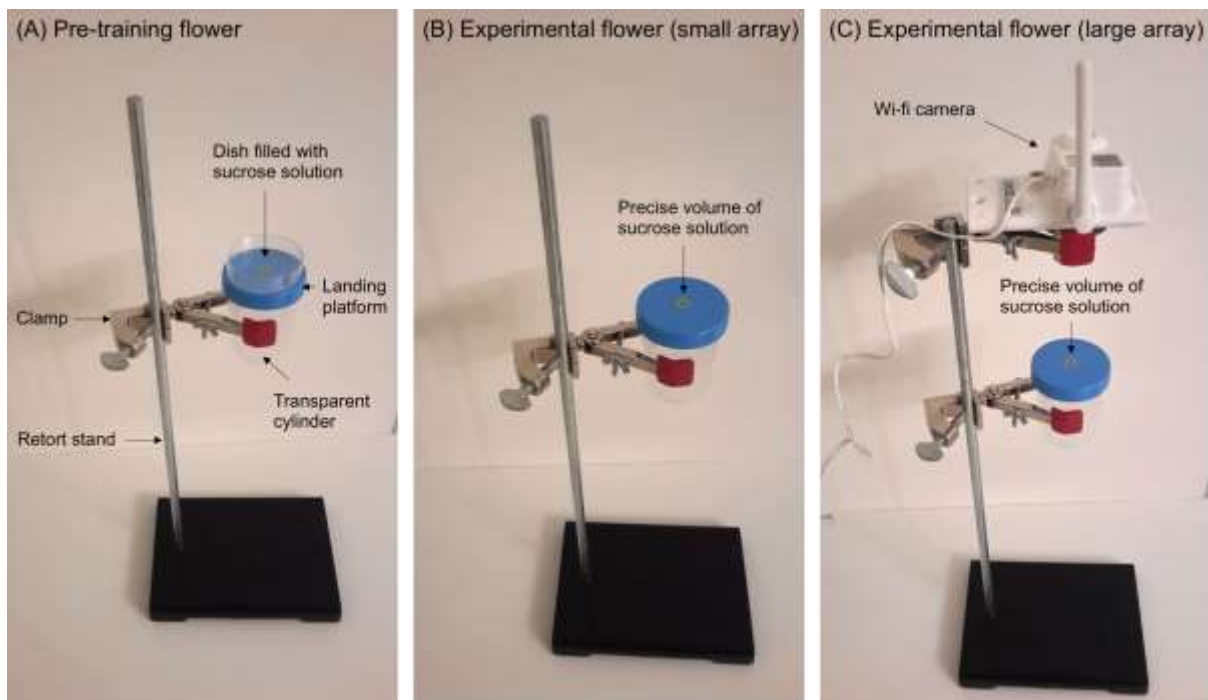 (A) Pre-training flower
Dish filled with
sucrose solution
Landing
platform
Clamp
Transparent
cylinder
Retort stand
(B) Experimental flower (small array)
Precise volume of
sucrose solution
(C) Experimental flower (large array)
Wi-fi camera
Precise volume of
sucrose solution